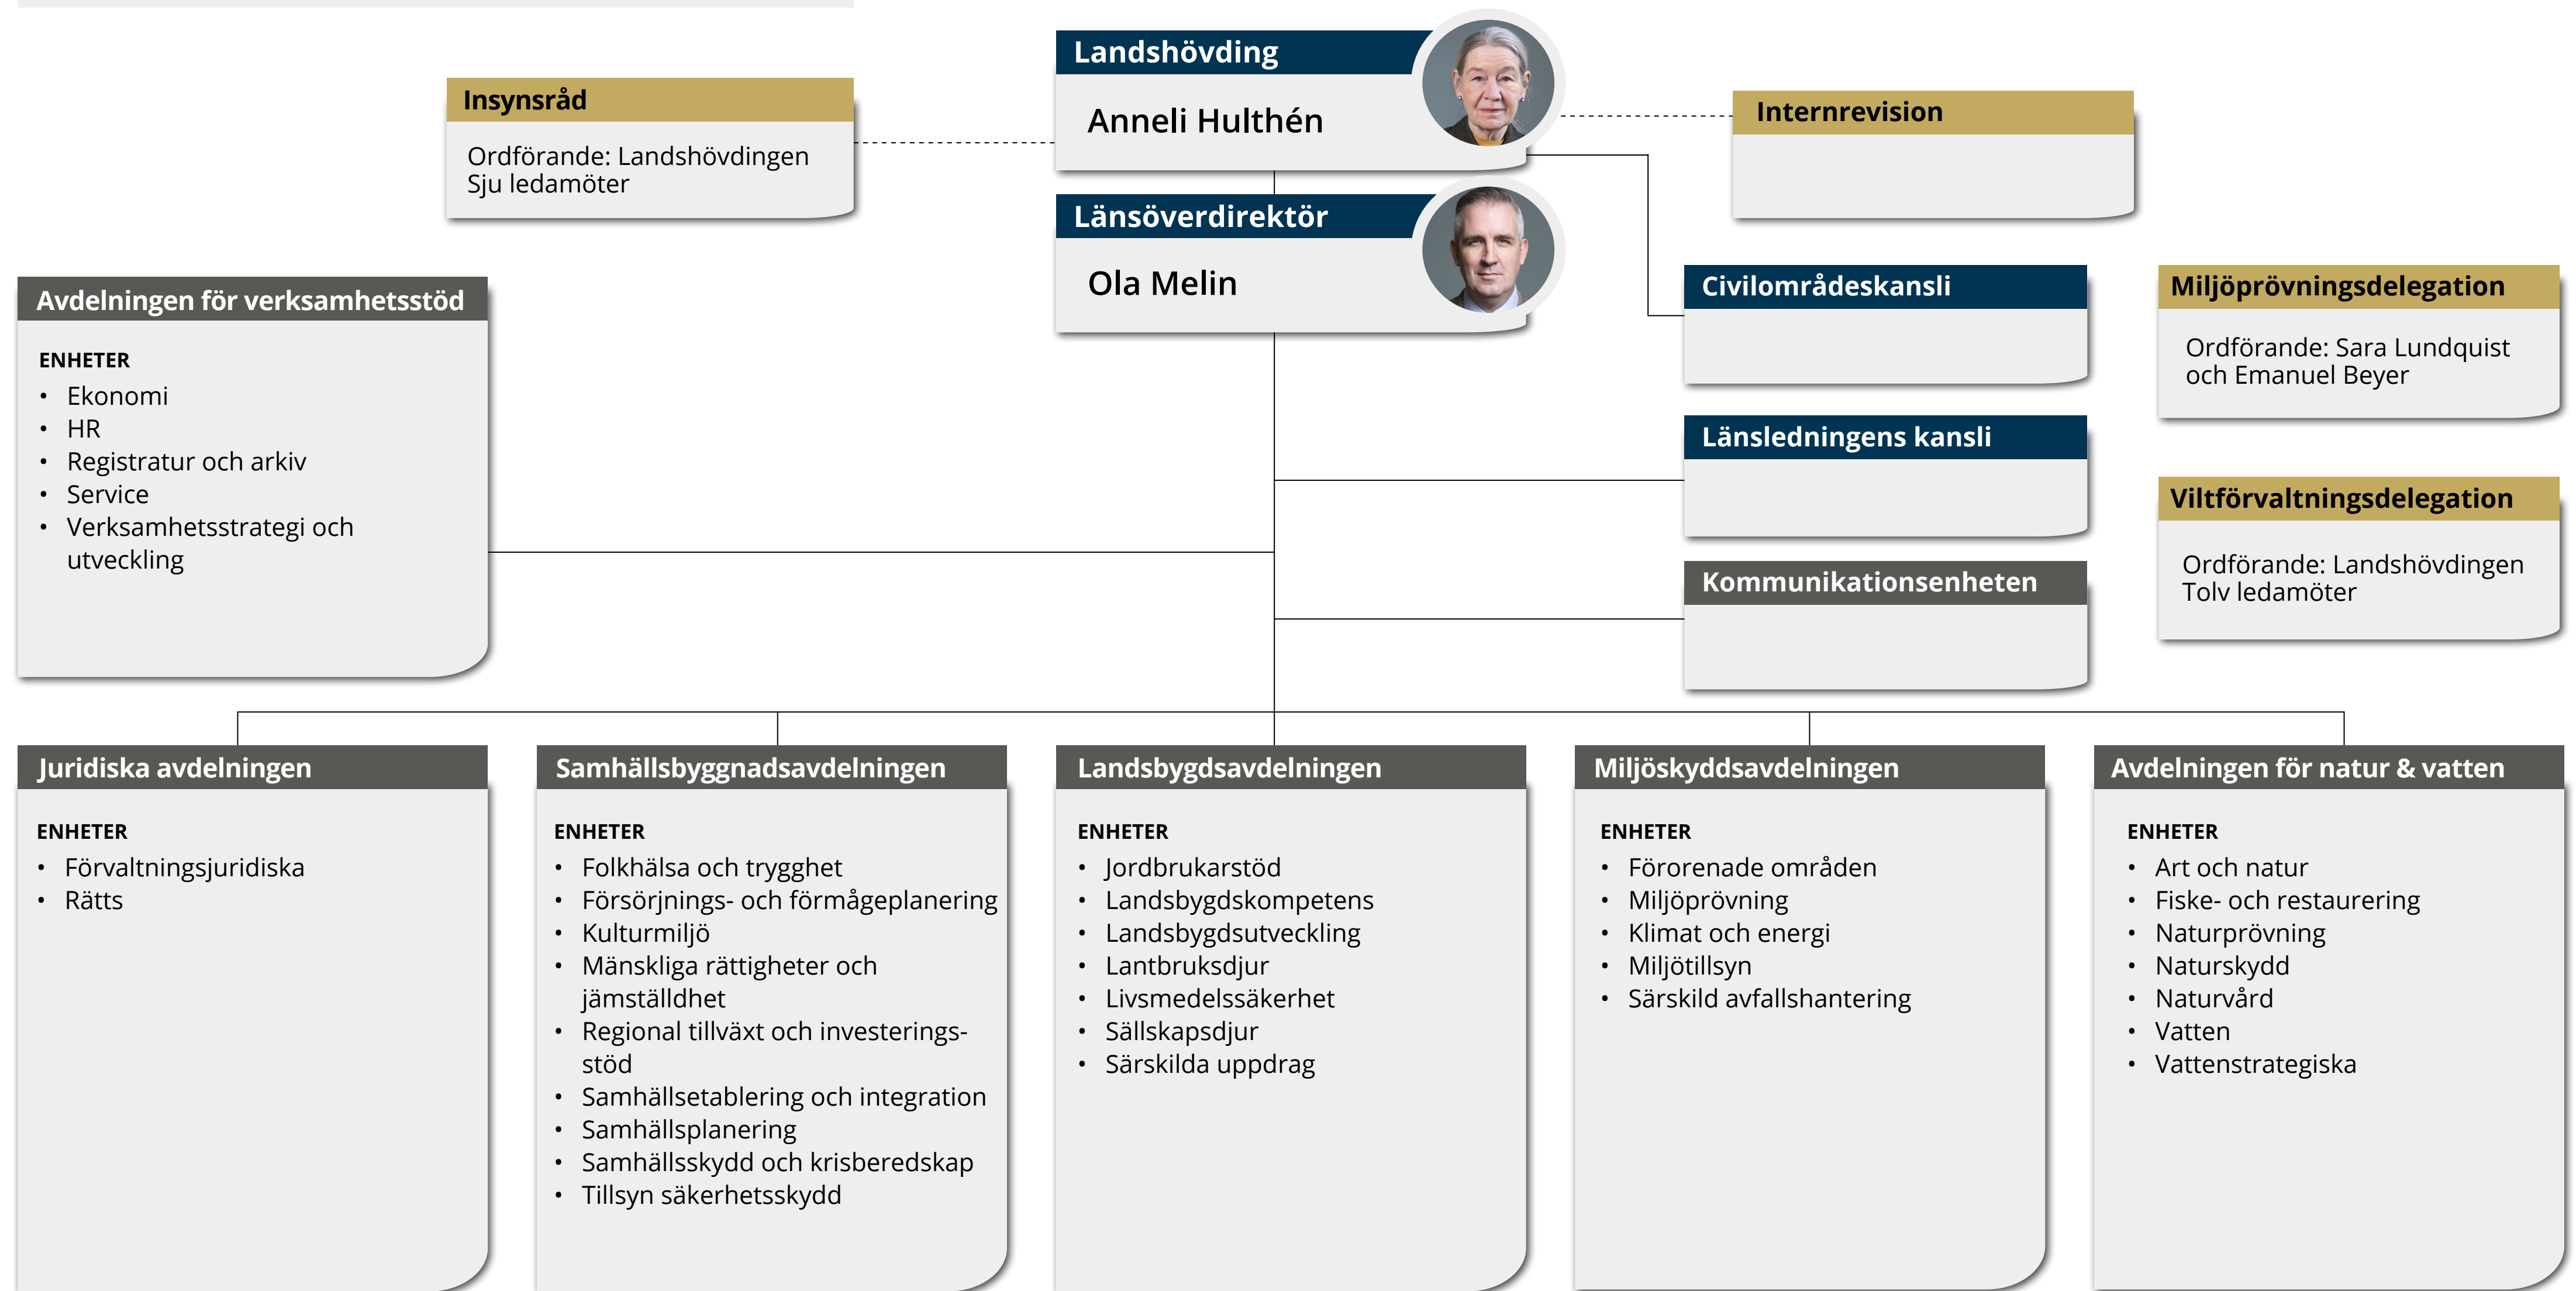 Landshövding
Anneli Hulthén
Insynsråd
Ordförande: Landshövdingen
Sju ledamöter
Internrevision
Länsöverdirektör
Ola Melin
Avdelningen för verksamhetsstöd
ENHETER
• Ekonomi
• HR
• Registratur och arkiv
• Service
• Verksamhetsstrategi och
utveckling
Civilområdeskansli
Miljöprövningsdelegation
Ordförande: Sara Lundquist
och Emanuel Beyer
Länsledningens kansli
Viltförvaltningsdelegation
Ordförande: Landshövdingen
Tolv ledamöter
Kommunikationsenheten
Juridiska avdelningen
ENHETER
• Förvaltningsjuridiska
• Rätts
Samhällsbyggnadsavdelningen
ENHETER
• Folkhälsa och trygghet
• Försörjnings- och förmågeplanering
• Kulturmiljö
• Mänskliga rättigheter och
jämställdhet
• Regional tillväxt och investerings-
stöd
• Samhällsetablering och integration
• Samhällsplanering
• Samhällsskydd och krisberedskap
• Tillsyn säkerhetsskydd
Landsbygdsavdelningen
ENHETER
• Jordbrukarstöd
• Landsbygdskompetens
• Landsbygdsutveckling
• Lantbruksdjur
• Livsmedelssäkerhet
• Sällskapsdjur
• Särskilda uppdrag
Miljöskyddsavdelningen
ENHETER
• Förorenade områden
• Miljöprövning
• Klimat och energi
• Miljötillsyn
• Särskild avfallshantering
Avdelningen för natur & vatten
ENHETER
• Art och natur
• Fiske- och restaurering
• Naturprövning
• Naturskydd
• Naturvård
• Vatten
• Vattenstrategiska